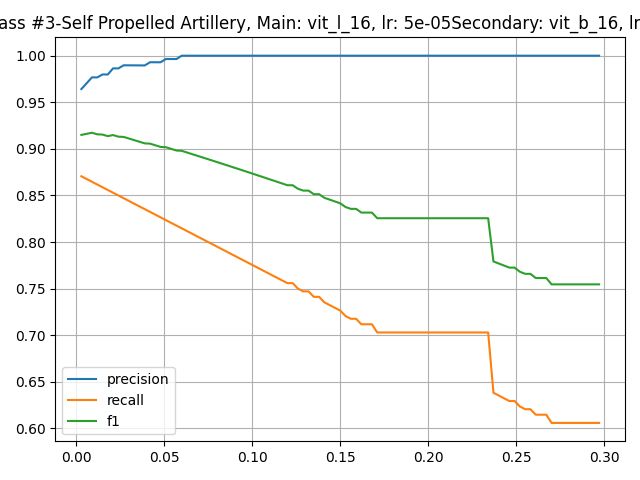 ass #3-Self Propelled Artillery, Main: vit_l_16, lr: 5e-05Secondary: vit_b_16, lr
1.00
0.95
0.90
0.85
0.80
0.75
0.70
0.65
0.60
precision
recall
f1
0.00 0.05 0.10 0.15 0.20 0.25 0.30